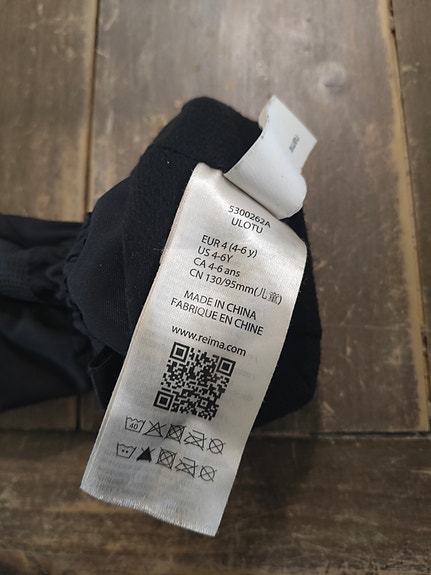 5300262A
ULOTU
EUR 4 (4-6 y)
US 4-6Y
CA 4-6 ans
CN 130/95mm(儿童)
MADE IN CHINA
FABRIQUE EN CHINE
www.reima.com
40